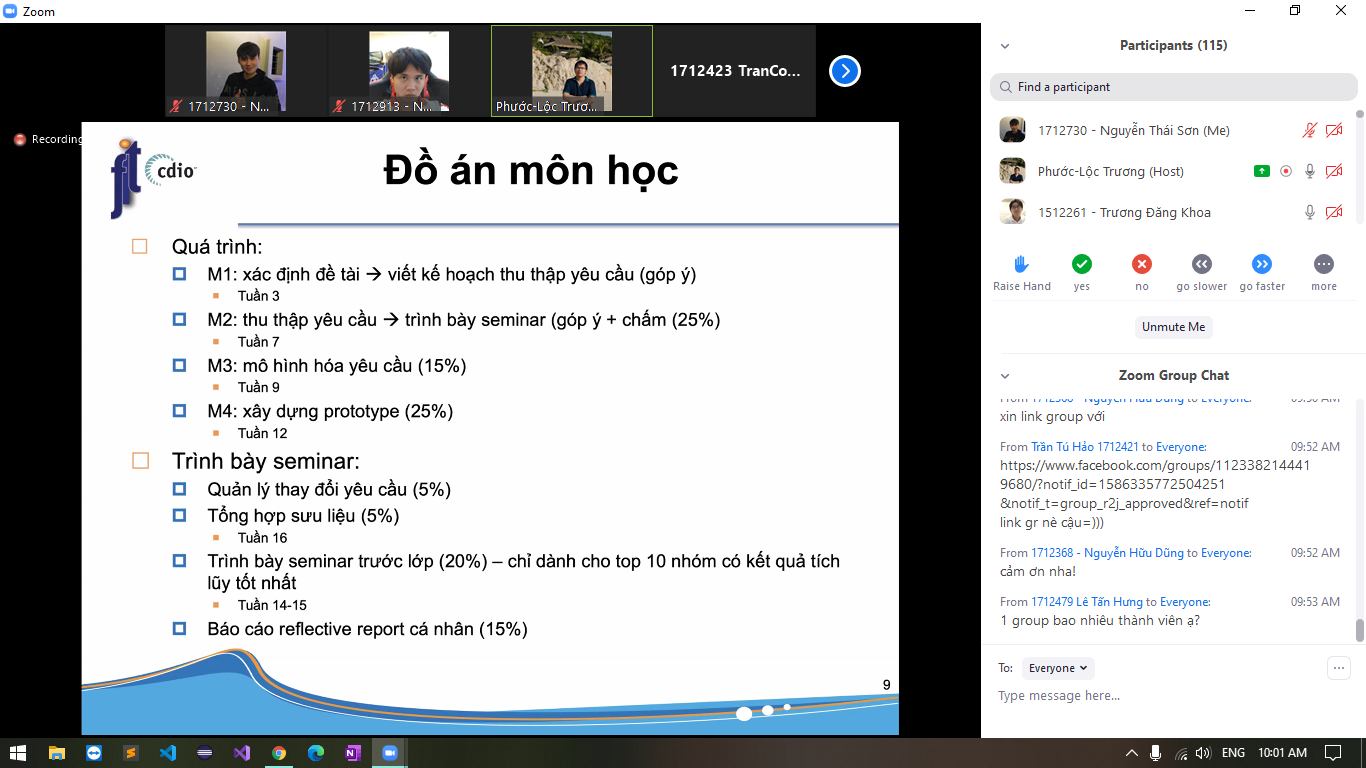 Zoom
1712730 - N...
1712913 - N...
Phước-Lộc Trươ...
1712423 TranCo...
Recording
fit
cdio™
Đồ án môn học
Quá trình:
M1: xác định đề tài → viết kế hoạch thu thập yêu cầu (góp ý)
Tuần 3
M2: thu thập yêu cầu → trình bày seminar (góp ý + chấm (25%)
Tuần 7
M3: mô hình hóa yêu cầu (15%)
Tuần 9
M4: xây dựng prototype (25%)
Tuần 12
Trình bày seminar:
Quản lý thay đổi yêu cầu (5%)
Tổng hợp sưu liệu (5%)
Tuần 16
Trình bày seminar trước lớp (20%) – chỉ dành cho top 10 nhóm có kết quả tích
lũy tốt nhất
Tuần 14-15
Báo cáo reflective report cá nhân (15%)
9
Participants (115)
Find a participant
1712730 - Nguyễn Thái Sơn (Me)
Phước-Lộc Trương (Host)
1512261 - Trương Đăng Khoa
Raise Hand
yes
no
go slower
go faster
more
Unmute Me
Zoom Group Chat
From 1712368 - Nguyễn Hữu Dũng to Everyone:
xin link group với
From Trần Tú Hảo 1712421 to Everyone: 09:52 AM
https://www.facebook.com/groups/112338214441
9680/?notif_id=1586335772504251
&notif_t=group_r2j_approved&ref=notif
link gr nè cậu=)))
From 1712368 - Nguyễn Hữu Dũng to Everyone: 09:52 AM
cảm ơn nha!
From 1712479 Lê Tấn Hưng to Everyone: 09:53 AM
1 group bao nhiêu thành viên ạ?
To: Everyone
Type message here...
ENG
10:01 AM